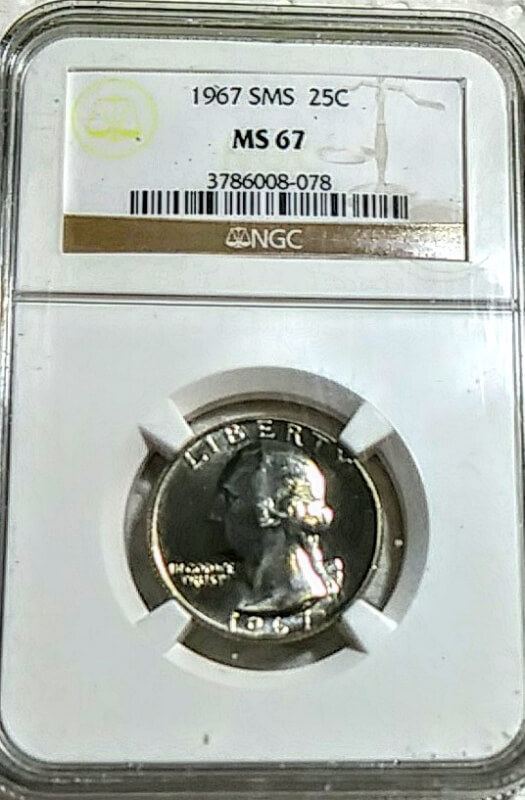 1967 SMS 25C
MS 67
3786008-078
NGC
LIBERTY
IN GOD WE
TRUST
1967